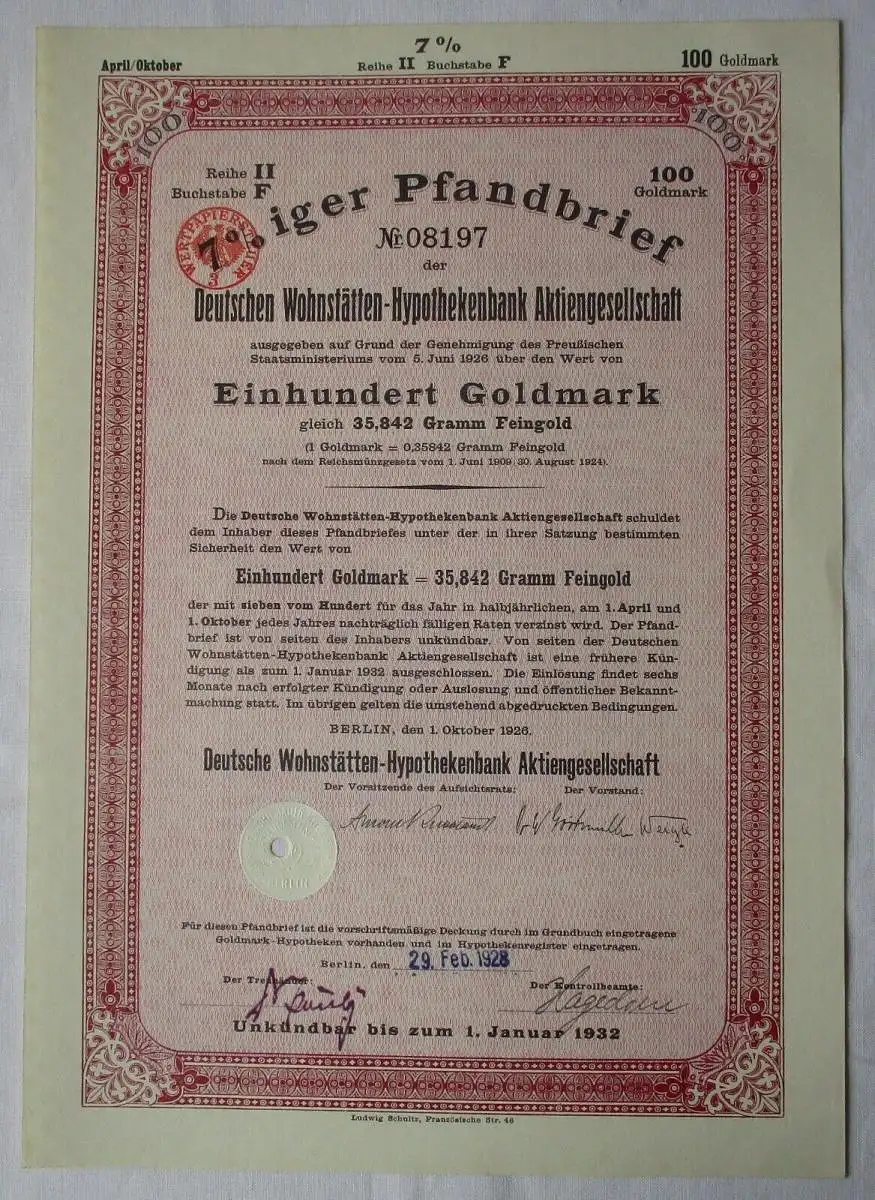 7%
April/Oktober Reihe II Buchstabe F 100 Goldmark
100 100
Reihe II
Buchstabe F
100
Goldmark
7%iger Pfandbrief
WERTPAPIERSTEUER
3
№ 08197
der
Deutschen Wohnstätten-Hypothekenbank Aktiengesellschaft
ausgegeben auf Grund der Genehmigung des Preußischen
Staatsministeriums vom 5. Juni 1926 über den Wert von
Einhundert Goldmark
gleich 35,842 Gramm Feingold
(1 Goldmark = 0,35842 Gramm Feingold
nach dem Reichsmünzgesetz vom 1. Juni 1909/30. August 1924).
Die Deutsche Wohnstätten-Hypothekenbank Aktiengesellschaft schuldet
dem Inhaber dieses Pfandbriefes unter der in ihrer Satzung bestimmten
Sicherheit den Wert von
Einhundert Goldmark = 35,842 Gramm Feingold
der mit sieben vom Hundert für das Jahr in halbjährlichen, am 1. April und
1. Oktober jedes Jahres nachträglich fälligen Raten verzinst wird. Der Pfand-
brief ist von seiten des Inhabers unkündbar. Von seiten der Deutschen
Wohnstätten-Hypothekenbank Aktiengesellschaft ist eine frühere Kün-
digung als zum 1. Januar 1932 ausgeschlossen. Die Einlösung findet sechs
Monate nach erfolgter Kündigung oder Auslosung und öffentlicher Bekannt-
machung statt. Im übrigen gelten die umstehend abgedruckten Bedingungen.
BERLIN, den 1. Oktober 1926.
Deutsche Wohnstätten-Hypothekenbank Aktiengesellschaft
Der Vorsitzende des Aufsichtsrats: Der Vorstand:
BERLIN
Für diesen Pfandbrief ist die vorschriftsmäßige Deckung durch im Grundbuch eingetragene
Goldmark-Hypotheken vorhanden und im Hypothekenregister eingetragen.
Berlin, den 29. Feb. 1928
Der Treuhänder: Der Kontrollbeamte:
Hagedorn
Unkündbar bis zum 1. Januar 1932
Ludwig Schultz, Französische Str. 46